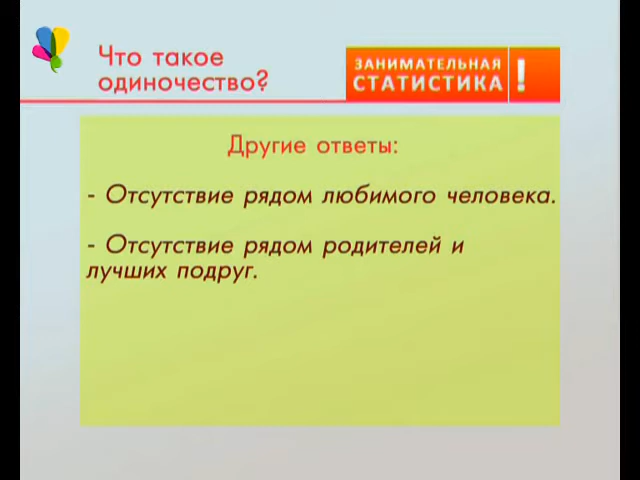 Что такое
одиночество?
ЗАНИМАТЕЛЬНАЯ
СТАТИСТИКА !
Другие ответы:
- Отсутствие рядом любимого человека.
- Отсутствие рядом родителей и
лучших подруг.